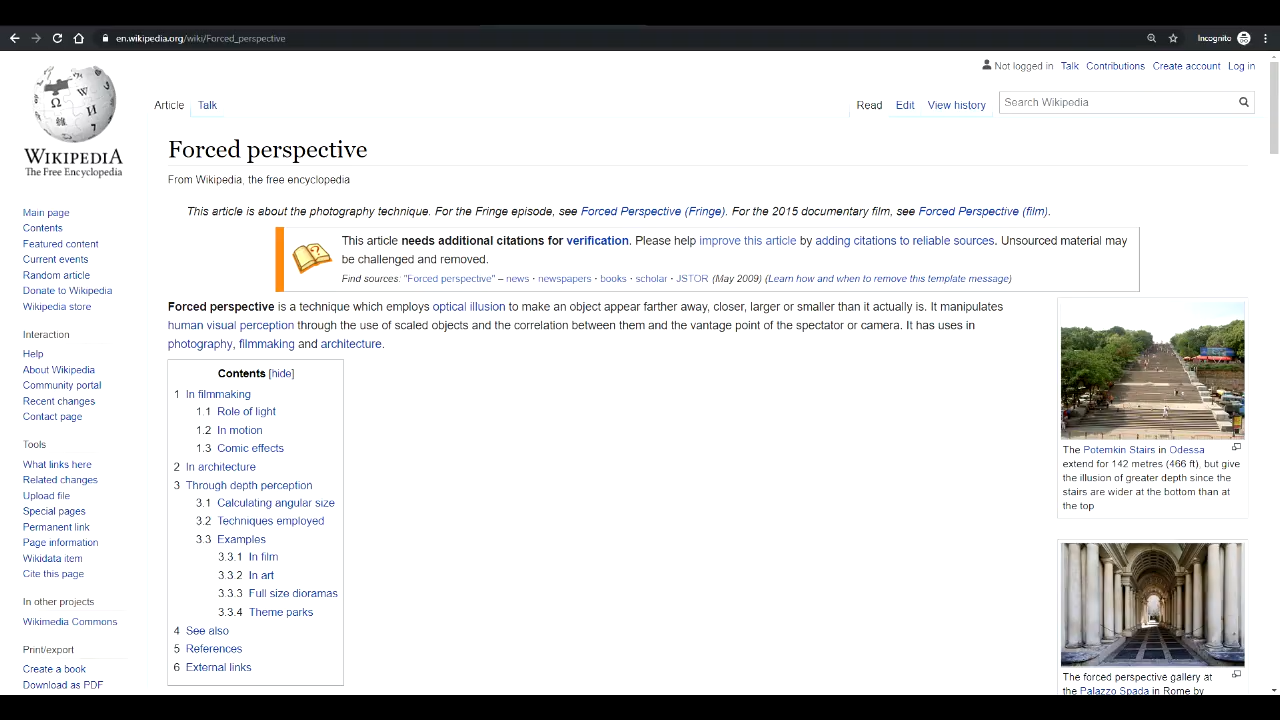 en.wikipedia.org/wiki/Forced_perspective
Incognito
Not logged in Talk Contributions Create account Log in
Article Talk
Read Edit View history
Search Wikipedia
WIKIPEDIA
The Free Encyclopedia
Main page
Contents
Featured content
Current events
Random article
Donate to Wikipedia
Wikipedia store
Interaction
Help
About Wikipedia
Community portal
Recent changes
Contact page
Tools
What links here
Related changes
Upload file
Special pages
Permanent link
Page information
Wikidata item
Cite this page
In other projects
Wikimedia Commons
Print/export
Create a book
Download as PDF
Forced perspective
From Wikipedia, the free encyclopedia
This article is about the photography technique. For the Fringe episode, see Forced Perspective (Fringe). For the 2015 documentary film, see Forced Perspective (film).
This article needs additional citations for verification. Please help improve this article by adding citations to reliable sources. Unsourced material may
be challenged and removed.
Find sources: "Forced perspective" – news · newspapers · books · scholar · JSTOR (May 2009) (Learn how and when to remove this template message)
Forced perspective is a technique which employs optical illusion to make an object appear farther away, closer, larger or smaller than it actually is. It manipulates
human visual perception through the use of scaled objects and the correlation between them and the vantage point of the spectator or camera. It has uses in
photography, filmmaking and architecture.
Contents [hide]
1 In filmmaking
1.1 Role of light
1.2 In motion
1.3 Comic effects
2 In architecture
3 Through depth perception
3.1 Calculating angular size
3.2 Techniques employed
3.3 Examples
3.3.1 In film
3.3.2 In art
3.3.3 Full size dioramas
3.3.4 Theme parks
4 See also
5 References
6 External links
The Potemkin Stairs in Odessa
extend for 142 metres (466 ft), but give
the illusion of greater depth since the
stairs are wider at the bottom than at
the top
The forced perspective gallery at
the Palazzo Spada in Rome by